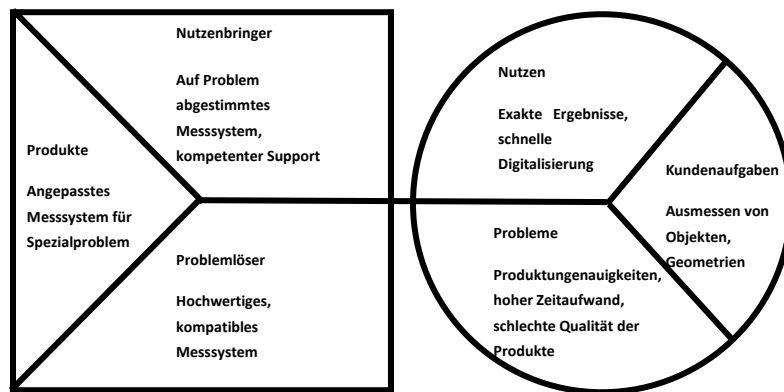 Nutzenbringer
Auf Problem
abgestimmtes
Messsystem,
kompetenter Support
Produkte
Angepasstes
Messsystem für
Spezialproblem
Problemlöser
Hochwertiges,
kompatibles
Messsystem
Nutzen
Exakte Ergebnisse,
schnelle
Digitalisierung
Kundenaufgaben
Ausmessen von
Objekten,
Geometrien
Probleme
Produktungenauigkeiten,
hoher Zeitaufwand,
schlechte Qualität der
Produkte